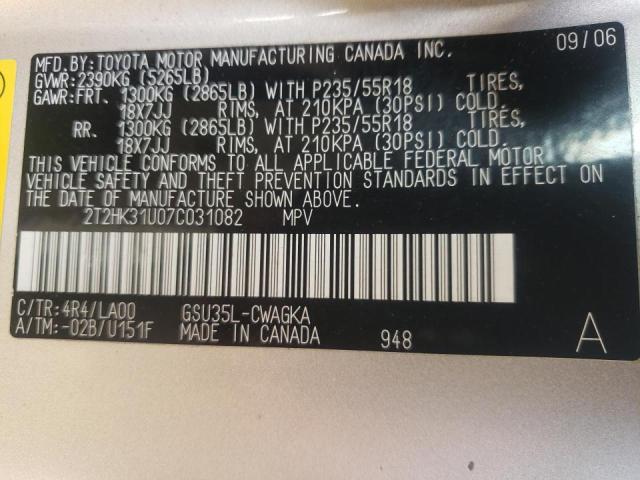 MFD. BY: TOYOTA MOTOR MANUFACTURING CANADA INC. 09/06
GVWR: 2390KG (5265LB)
GAWR: FRT. 1300KG (2865LB) WITH P235/55R18 TIRES,
18X7JJ RIMS, AT 210KPA (30PSI) COLD.
RR. 1300KG (2865LB) WITH P235/55R18 TIRES,
18X7JJ RIMS, AT 210KPA (30PSI) COLD.
THIS VEHICLE CONFORMS TO ALL APPLICABLE FEDERAL MOTOR
VEHICLE SAFETY AND THEFT PREVENTION STANDARDS IN EFFECT ON
THE DATE OF MANUFACTURE SHOWN ABOVE.
2T2HK31U07C031082 MPV
C/TR: 4R4/LA00 GSU35L-CWAGKA
A/TM: -02B/U151F MADE IN CANADA 948 A